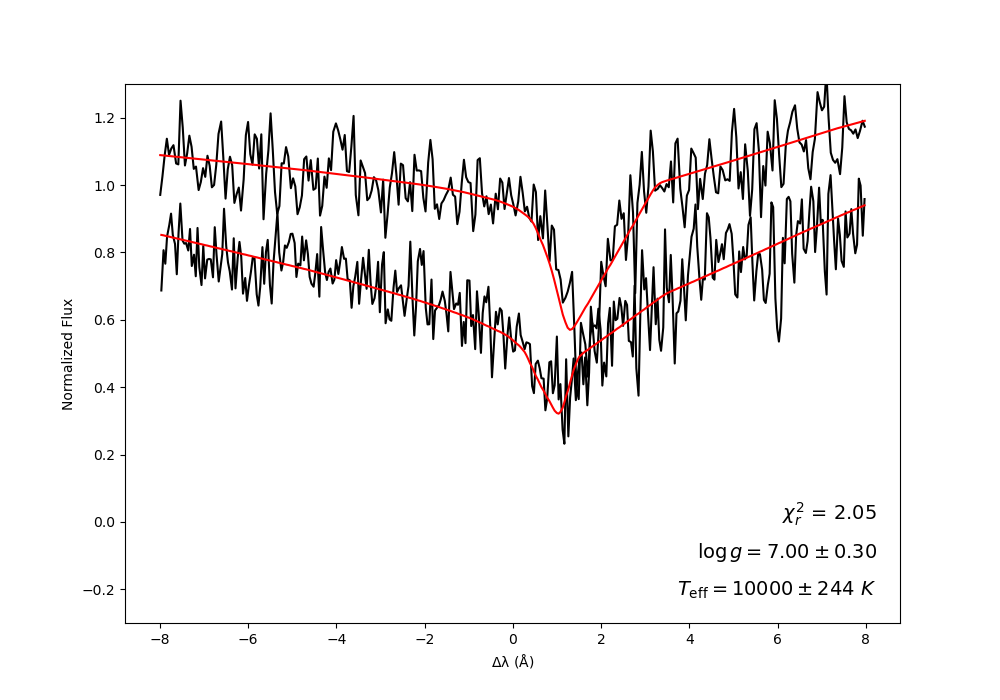 1.2
1.0
0.8
0.6
0.4
0.2
0.0
−0.2
Normalized Flux
χ²ᵣ = 2.05
log g = 7.00 ± 0.30
T_eff = 10000 ± 244 K
−8 −6 −4 −2 0 2 4 6 8
Δλ (Å)